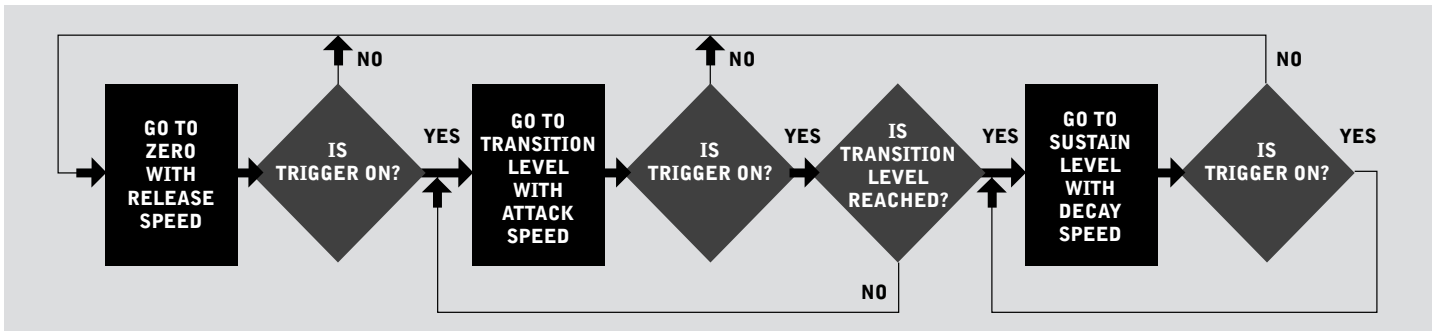 NO
NO
NO
GO TO
ZERO
WITH
RELEASE
SPEED
IS
TRIGGER ON?
YES
GO TO
TRANSITION
LEVEL
WITH
ATTACK
SPEED
IS
TRIGGER ON?
YES
IS
TRANSITION
LEVEL
REACHED?
YES
GO TO
SUSTAIN
LEVEL
WITH
DECAY
SPEED
IS
TRIGGER ON?
YES
NO